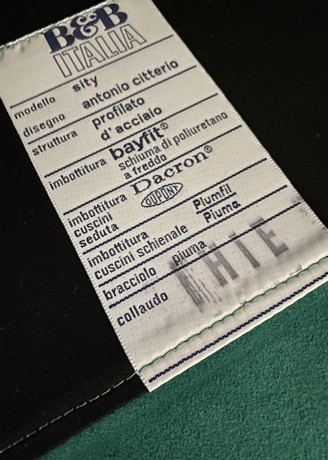 B&B
ITALIA
modello sity
disegno antonio citterio
struttura profilato
d'acciaio
imbottitura bayfit®
schiuma di poliuretano
a freddo
imbottitura Dacron®
cuscini DUPONT
seduta
imbottitura Plumfil
cuscini schienale Piuma
bracciolo piuma
collaudo